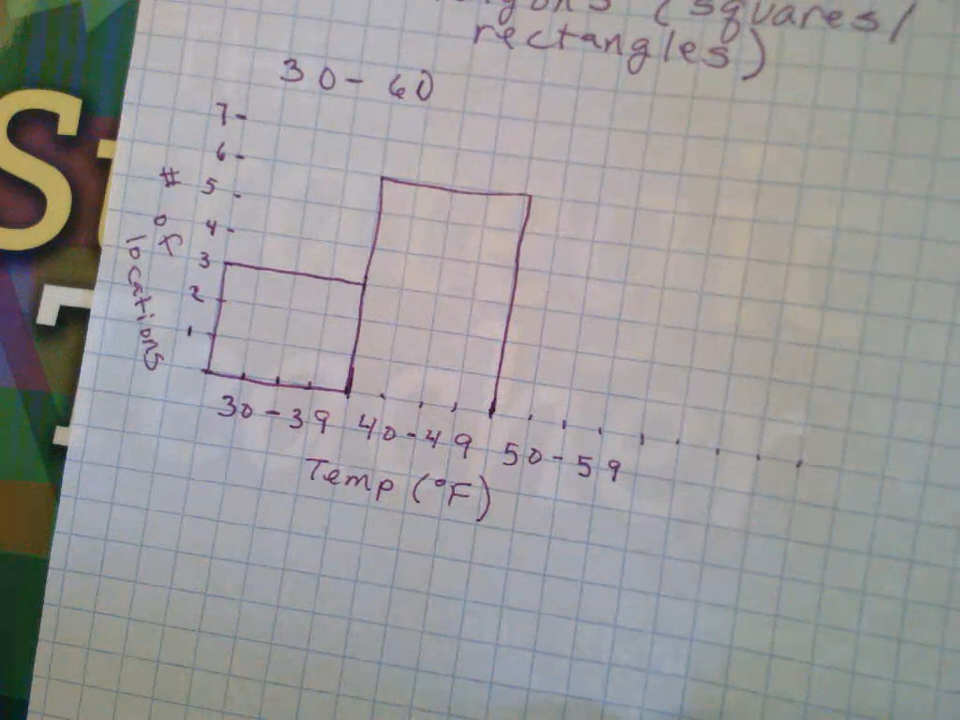 (squares/
rectangles)
30-60
7
6
# 5
of 4
locations 3
2
1
30-39 40-49 50-59
Temp (°F)